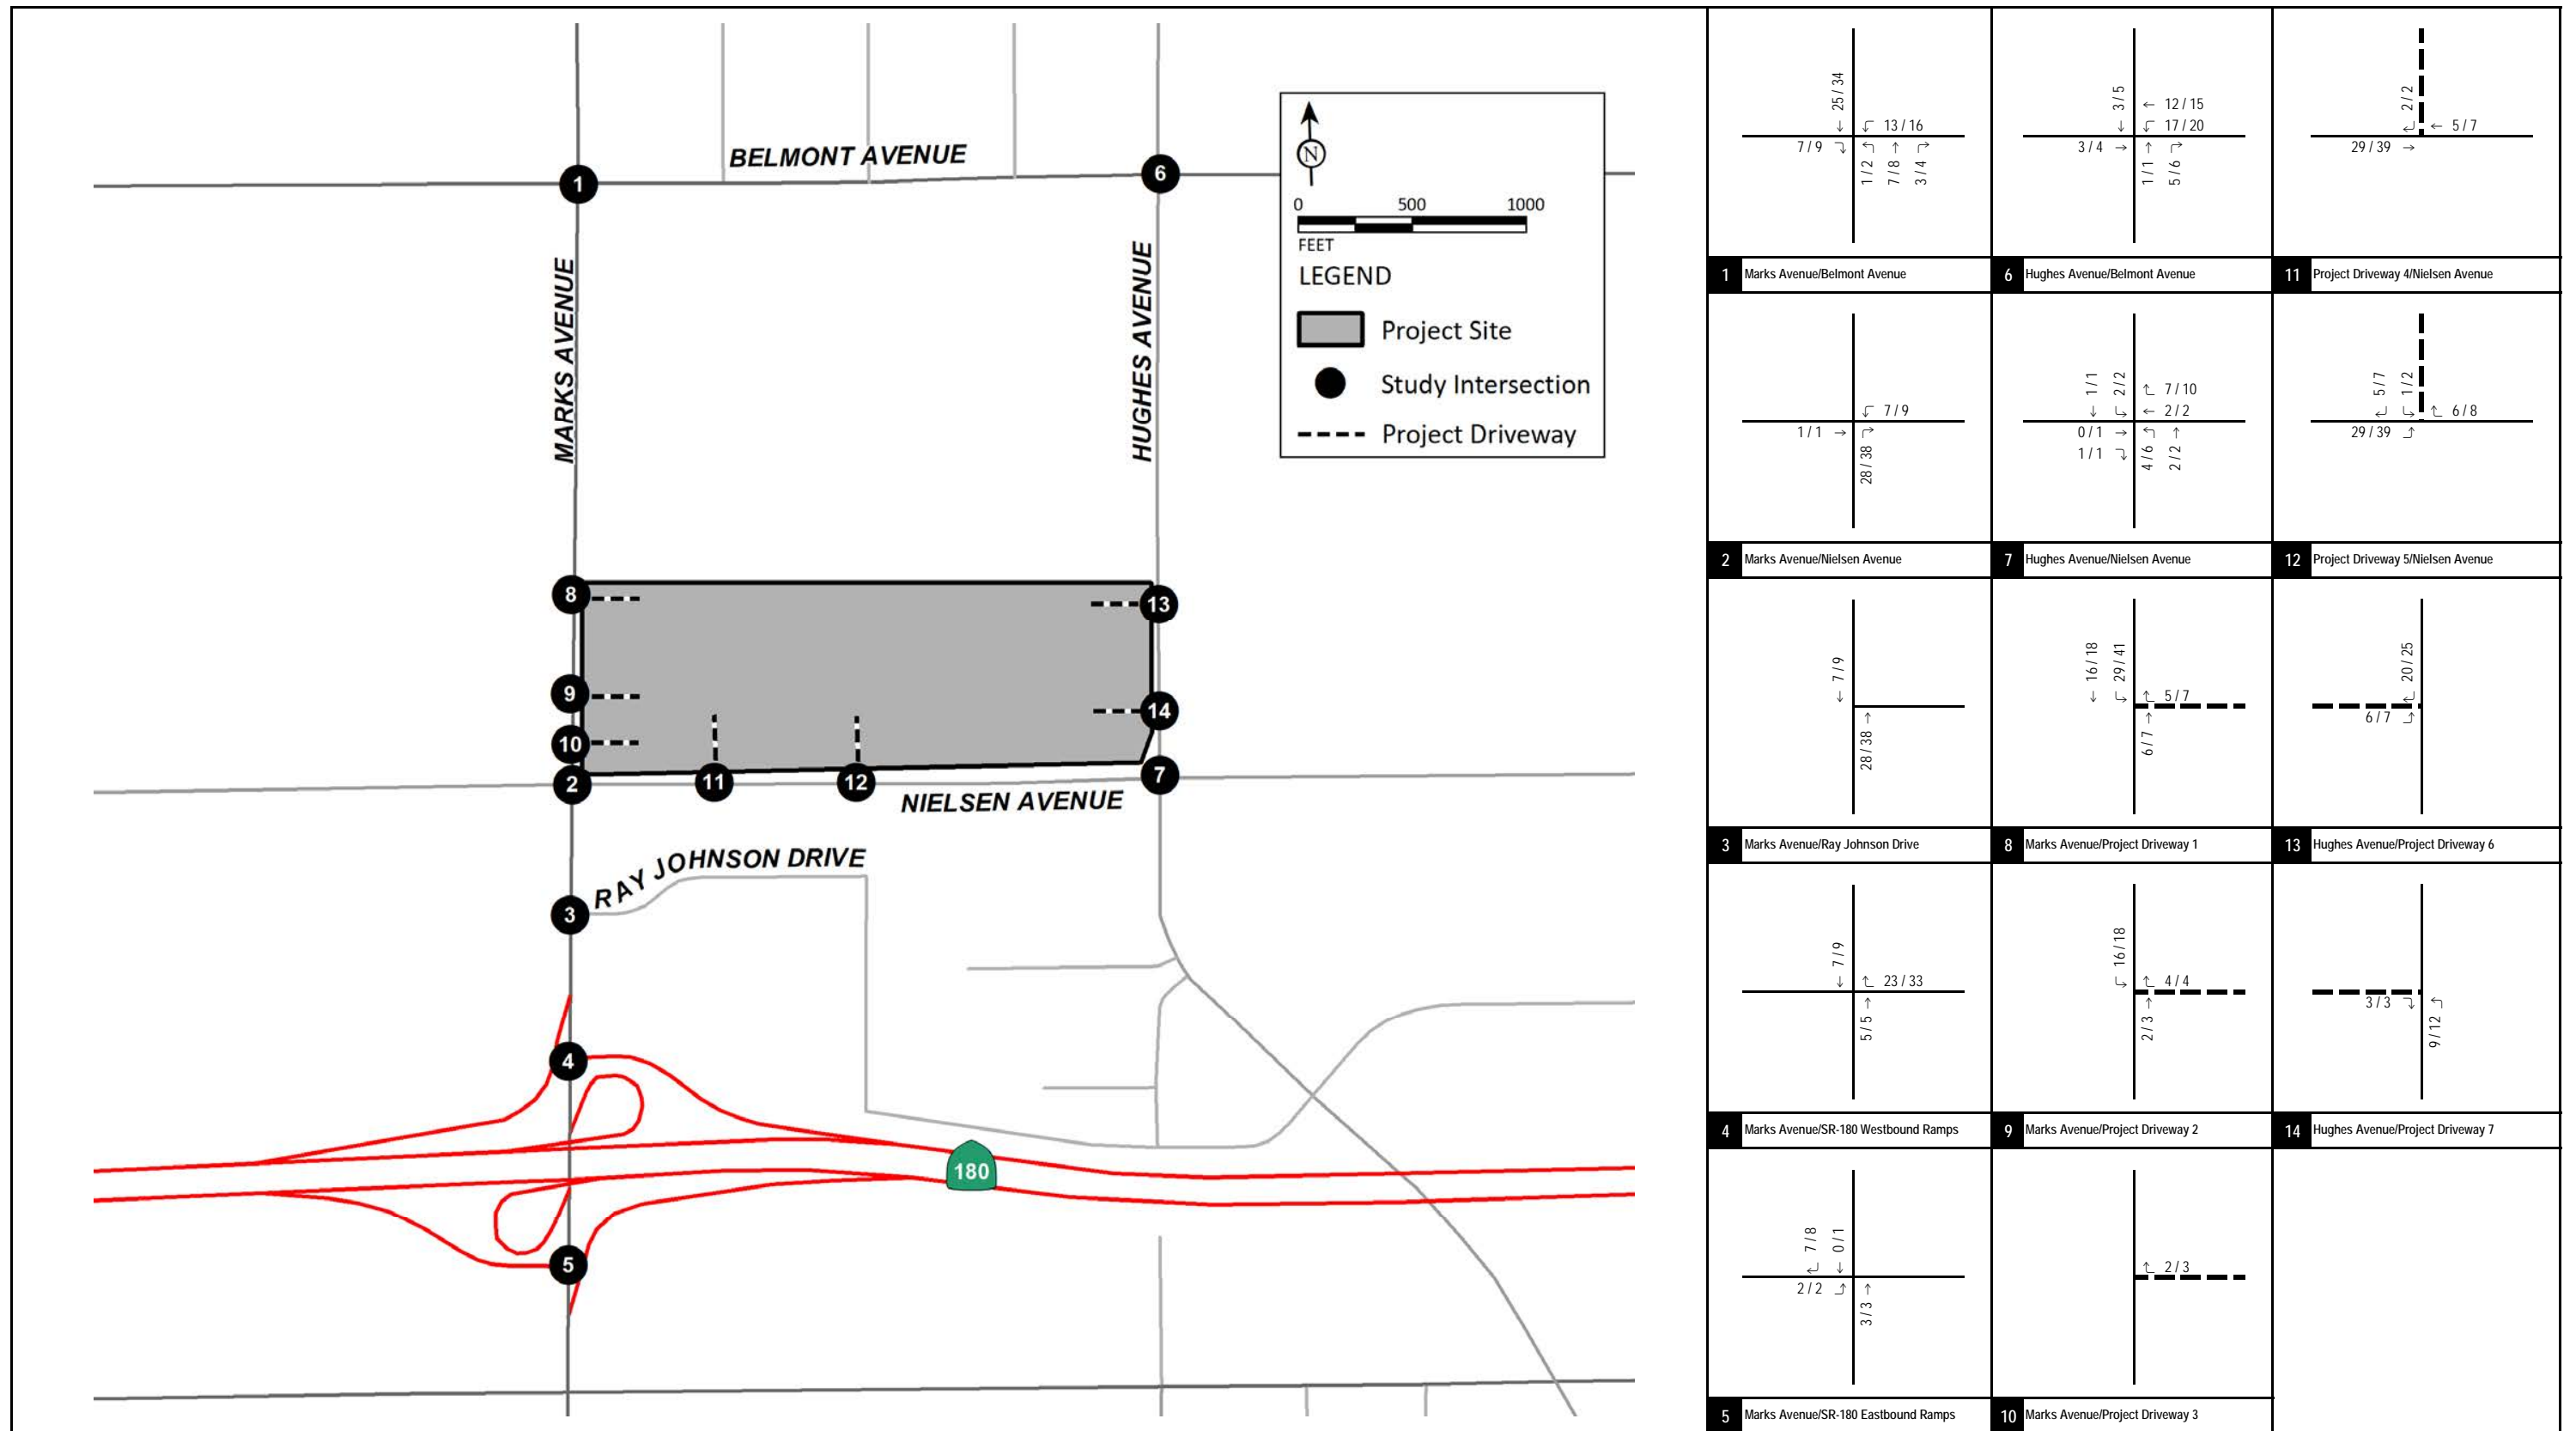 BELMONT AVENUE
MARKS AVENUE
HUGHES AVENUE
NIELSEN AVENUE
RAY JOHNSON DRIVE
1
6
8
9
10
2
11
12
13
14
7
3
4
5
180
N
0 500 1000
FEET
LEGEND
Project Site
Study Intersection
Project Driveway
25 / 34
13 / 16
7 / 9
1 / 2
7 / 8
3 / 4
1 Marks Avenue/Belmont Avenue
3 / 5
12 / 15
17 / 20
3 / 4
1 / 1
5 / 6
6 Hughes Avenue/Belmont Avenue
2 / 2
5 / 7
29 / 39
11 Project Driveway 4/Nielsen Avenue
7 / 9
1 / 1
28 / 38
2 Marks Avenue/Nielsen Avenue
1 / 1
2 / 2
7 / 10
2 / 2
0 / 1
1 / 1
4 / 6
2 / 2
7 Hughes Avenue/Nielsen Avenue
5 / 7
1 / 2
6 / 8
29 / 39
12 Project Driveway 5/Nielsen Avenue
7 / 9
28 / 38
3 Marks Avenue/Ray Johnson Drive
16 / 18
29 / 41
5 / 7
6 / 7
8 Marks Avenue/Project Driveway 1
20 / 25
6 / 7
13 Hughes Avenue/Project Driveway 6
7 / 9
23 / 33
5 / 5
4 Marks Avenue/SR-180 Westbound Ramps
16 / 18
4 / 4
2 / 3
9 Marks Avenue/Project Driveway 2
3 / 3
9 / 12
14 Hughes Avenue/Project Driveway 7
7 / 8
0 / 1
2 / 2
3 / 3
5 Marks Avenue/SR-180 Eastbound Ramps
2 / 3
10 Marks Avenue/Project Driveway 3